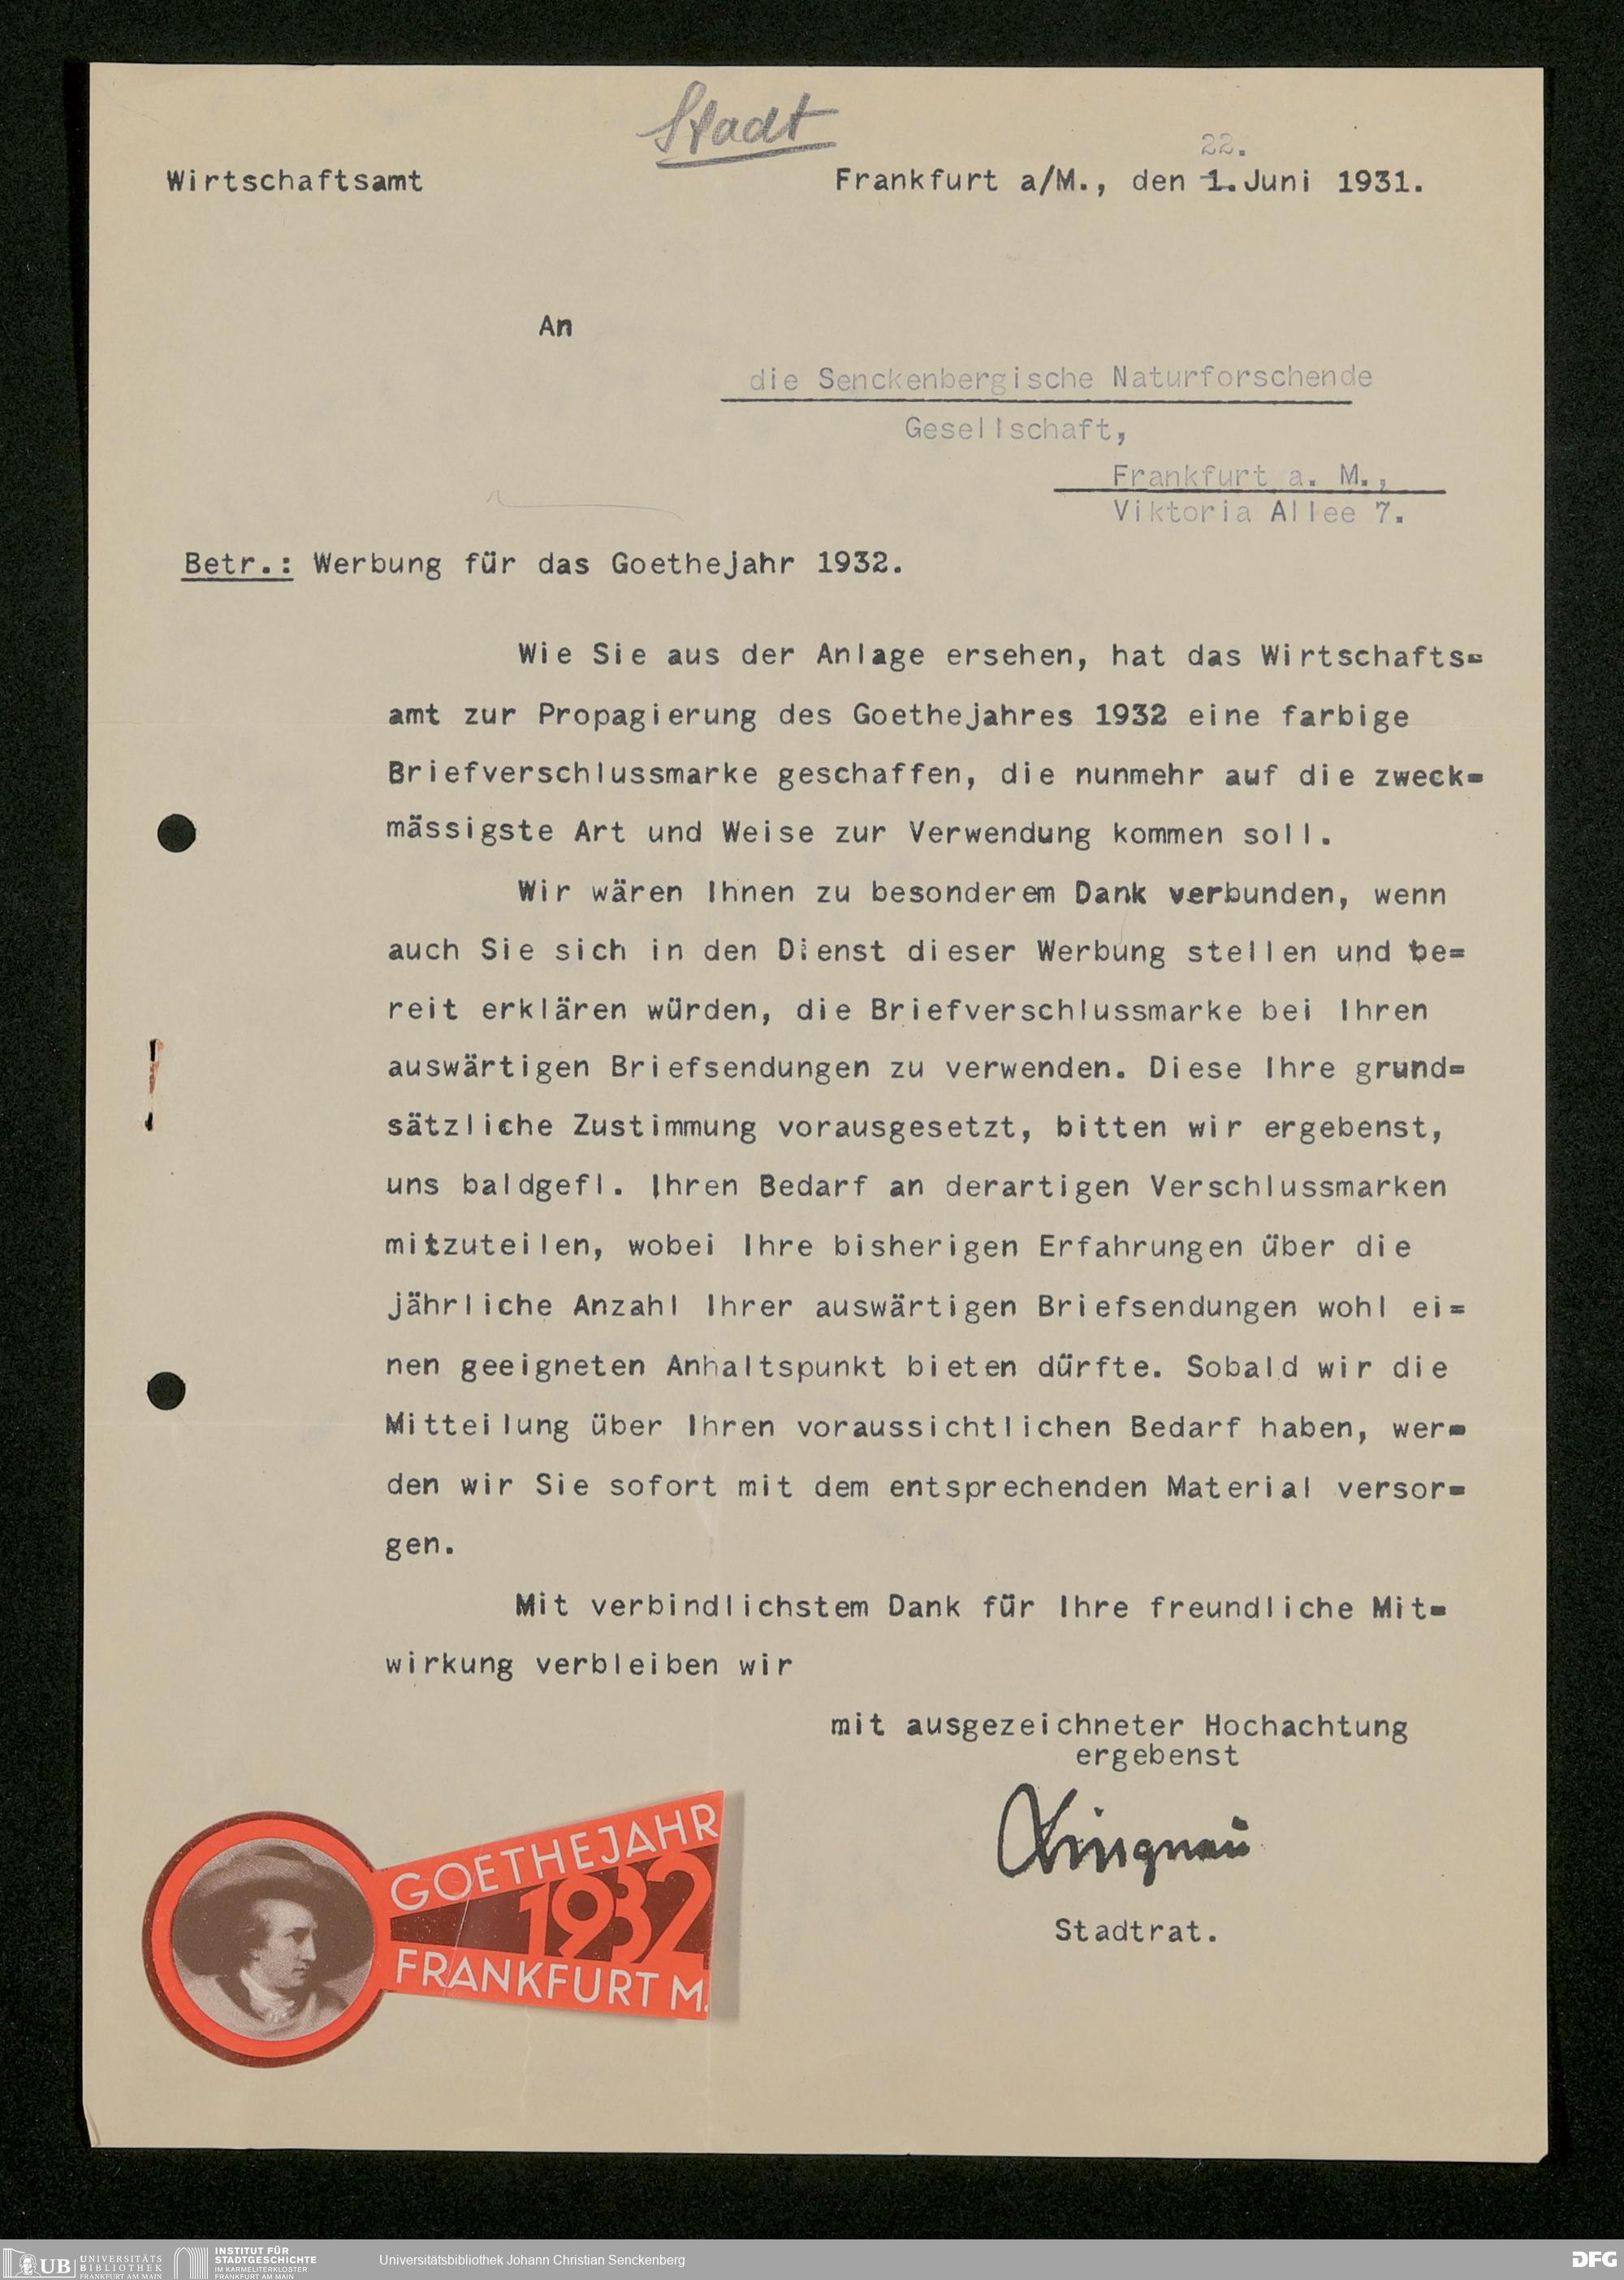 Stadt
22.
Wirtschaftsamt Frankfurt a/M., den 1.Juni 1931.
An
die Senckenbergische Naturforschende
Gesellschaft,
Frankfurt a. M.,
Viktoria Allee 7.
Betr.: Werbung für das Goethejahr 1932.
Wie Sie aus der Anlage ersehen, hat das Wirtschafts=
amt zur Propagierung des Goethejahres 1932 eine farbige
Briefverschlussmarke geschaffen, die nunmehr auf die zweck=
mässigste Art und Weise zur Verwendung kommen soll.
Wir wären Ihnen zu besonderem Dank verbunden, wenn
auch Sie sich in den Dienst dieser Werbung stellen und be=
reit erklären würden, die Briefverschlussmarke bei Ihren
auswärtigen Briefsendungen zu verwenden. Diese Ihre grund=
sätzliche Zustimmung vorausgesetzt, bitten wir ergebenst,
uns baldgefl. Ihren Bedarf an derartigen Verschlussmarken
mitzuteilen, wobei Ihre bisherigen Erfahrungen über die
jährliche Anzahl Ihrer auswärtigen Briefsendungen wohl ei=
nen geeigneten Anhaltspunkt bieten dürfte. Sobald wir die
Mitteilung über Ihren voraussichtlichen Bedarf haben, wer=
den wir Sie sofort mit dem entsprechenden Material versor=
gen.
Mit verbindlichstem Dank für Ihre freundliche Mit=
wirkung verbleiben wir
mit ausgezeichneter Hochachtung
ergebenst
Stadtrat.
GOETHEJAHR
1932
FRANKFURT M.
UB UNIVERSITÄTS
BIBLIOTHEK
FRANKFURT AM MAIN
INSTITUT FÜR
STADTGESCHICHTE
IM KARMELITERKLOSTER
FRANKFURT AM MAIN
Universitätsbibliothek Johann Christian Senckenberg
DFG